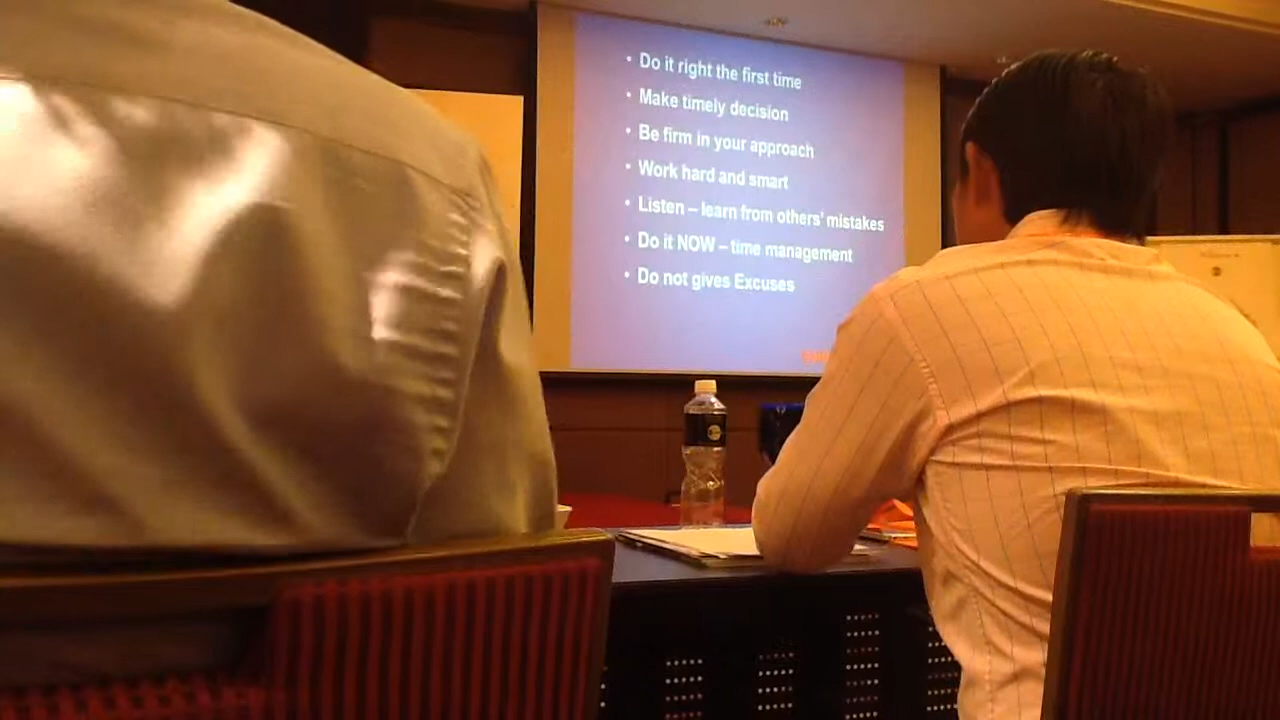 • Do it right the first time
• Make timely decision
• Be firm in your approach
• Work hard and smart
• Listen – learn from others' mistakes
• Do it NOW – time management
• Do not gives Excuses